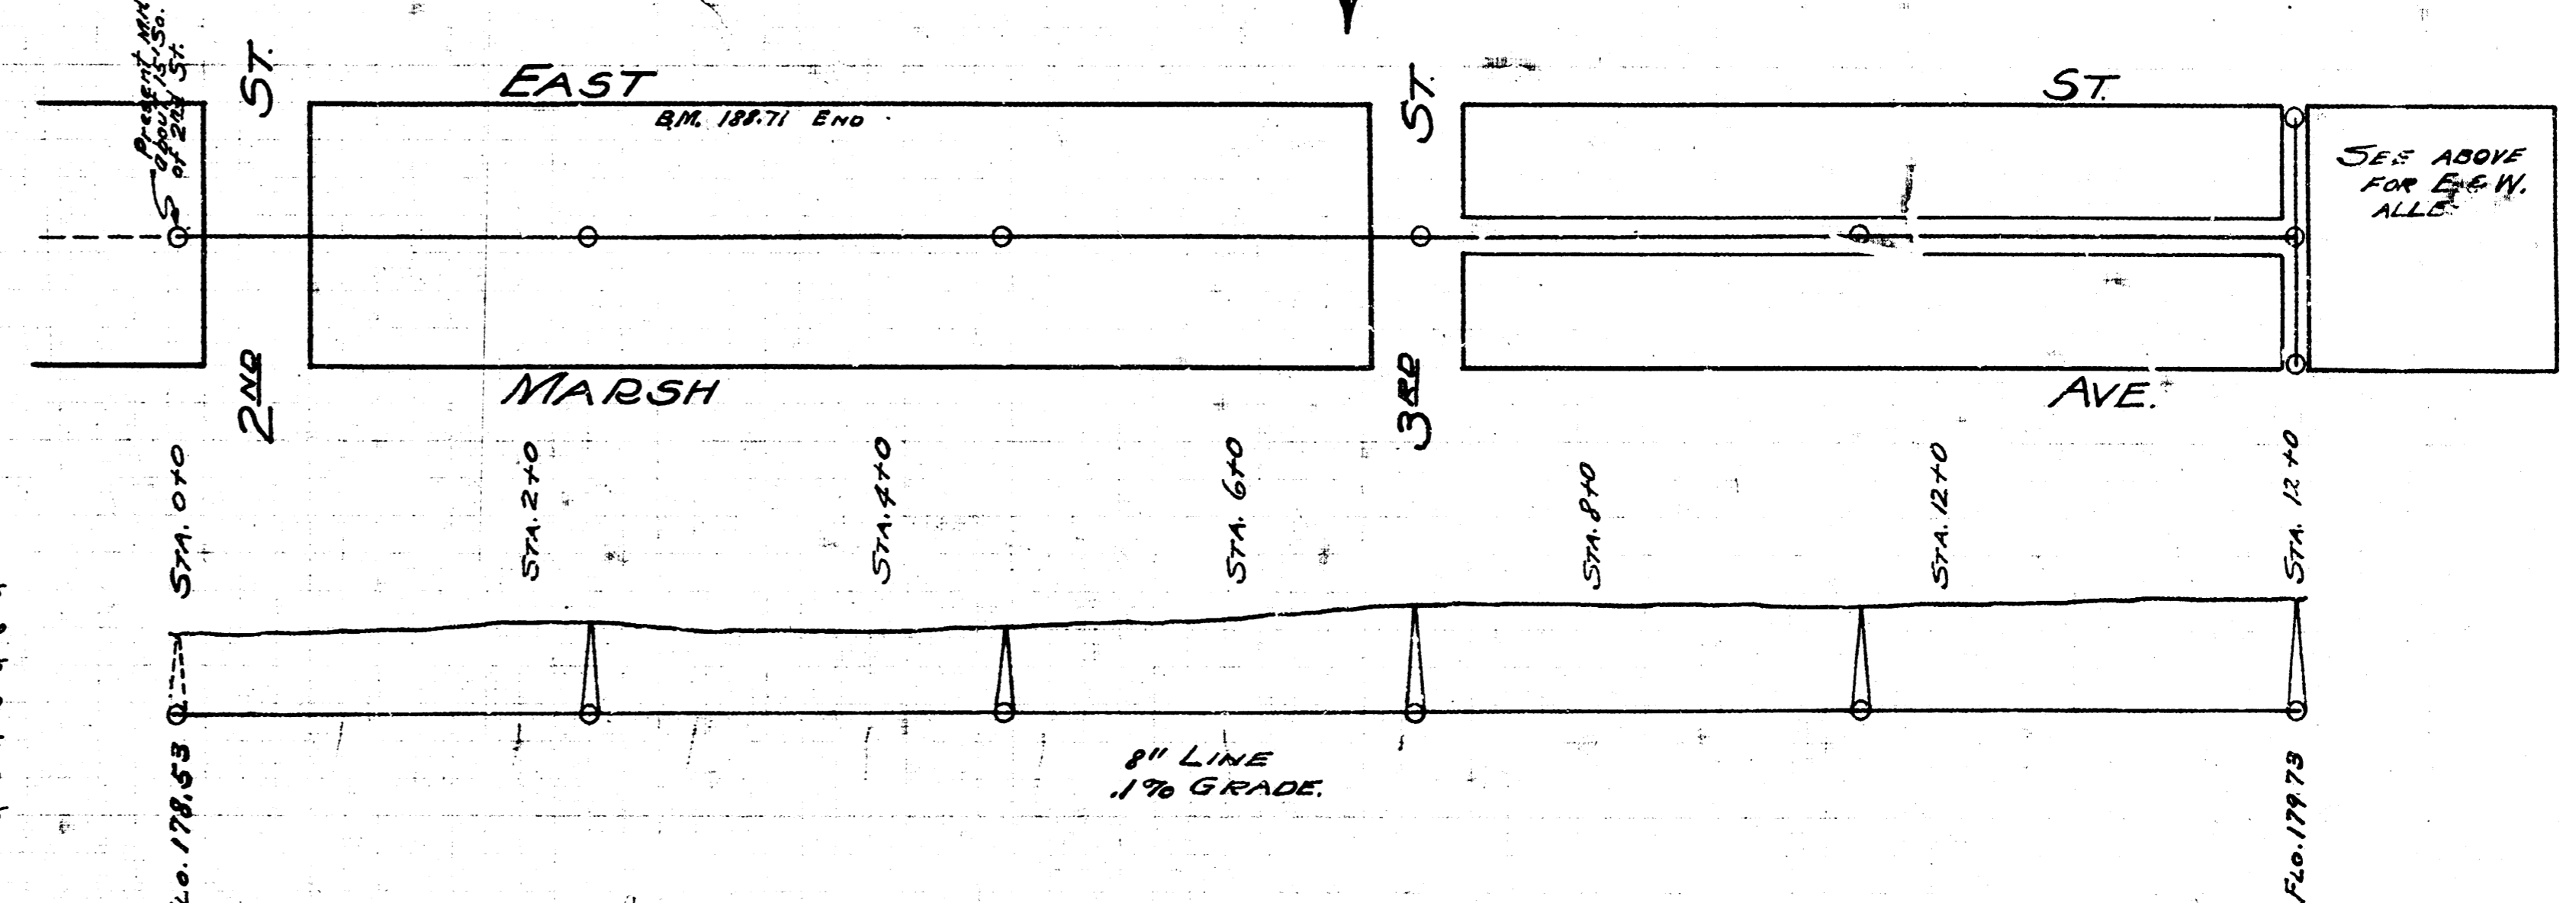 Present M.H.
about 15' So.
of 2nd St.
2ND ST.
EAST ST.
B.M. 188.71 END
3RD ST.
SEE ABOVE
FOR E & W.
MARSH AVE.
STA. 0+0
STA. 2+0
STA. 4+0
STA. 6+0
STA. 8+0
STA. 12+0
STA. 12+0
8" LINE
.1% GRADE.
FLO. 178.53
FLO. 179.73